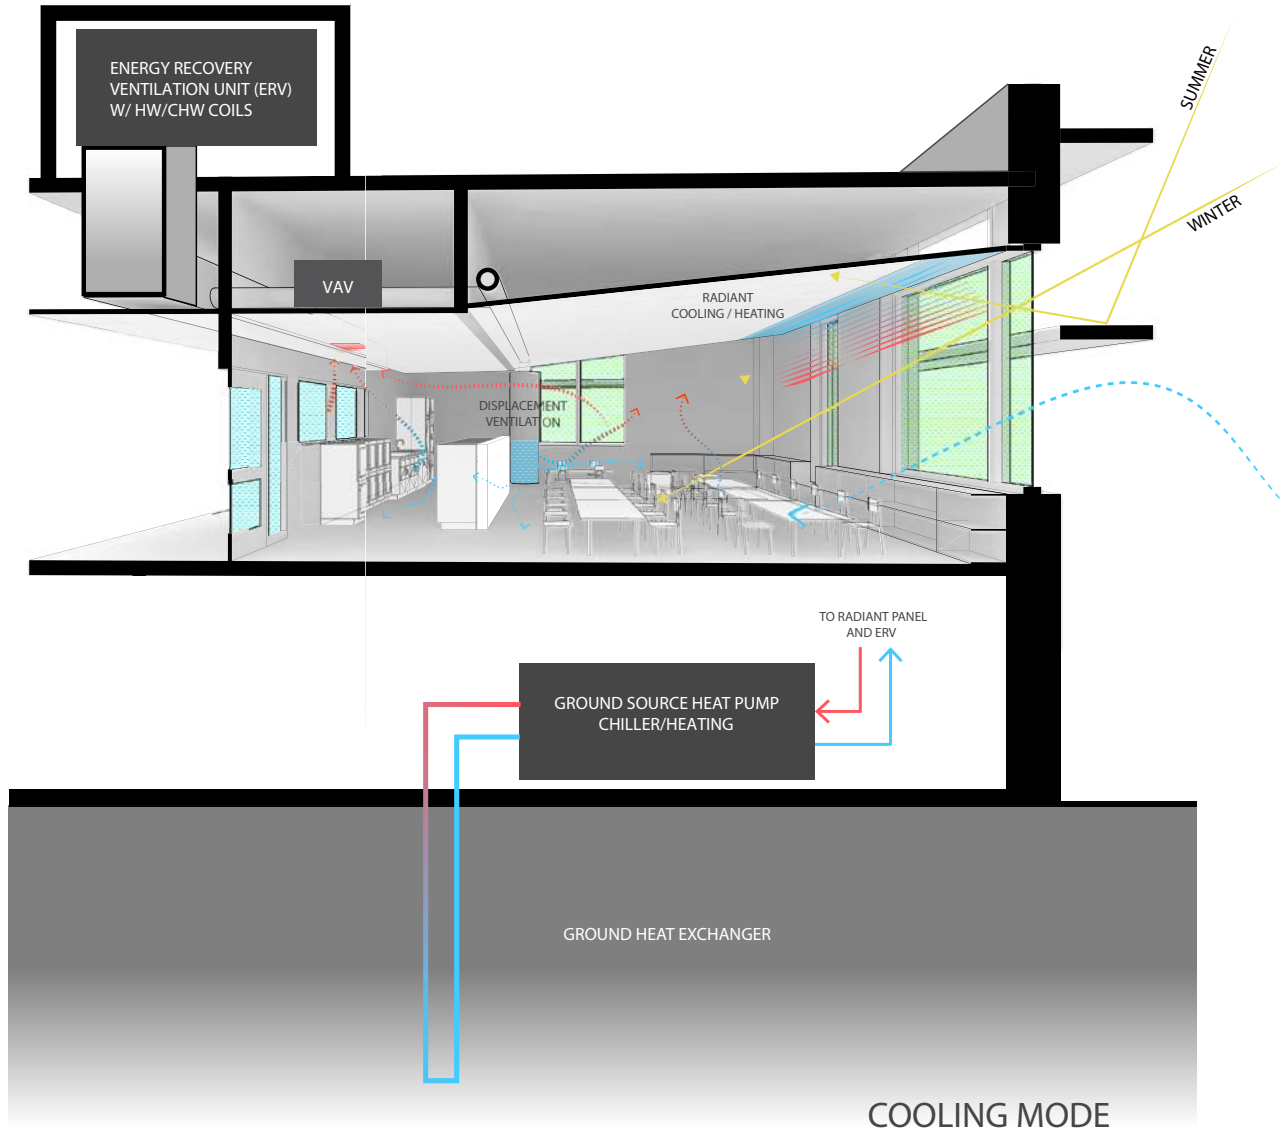 ENERGY RECOVERY
VENTILATION UNIT (ERV)
W/ HW/CHW COILS
SUMMER
WINTER
VAV
RADIANT
COOLING / HEATING
DISPLACEMENT
VENTILATION
TO RADIANT PANEL
AND ERV
GROUND SOURCE HEAT PUMP
CHILLER/HEATING
GROUND HEAT EXCHANGER
COOLING MODE